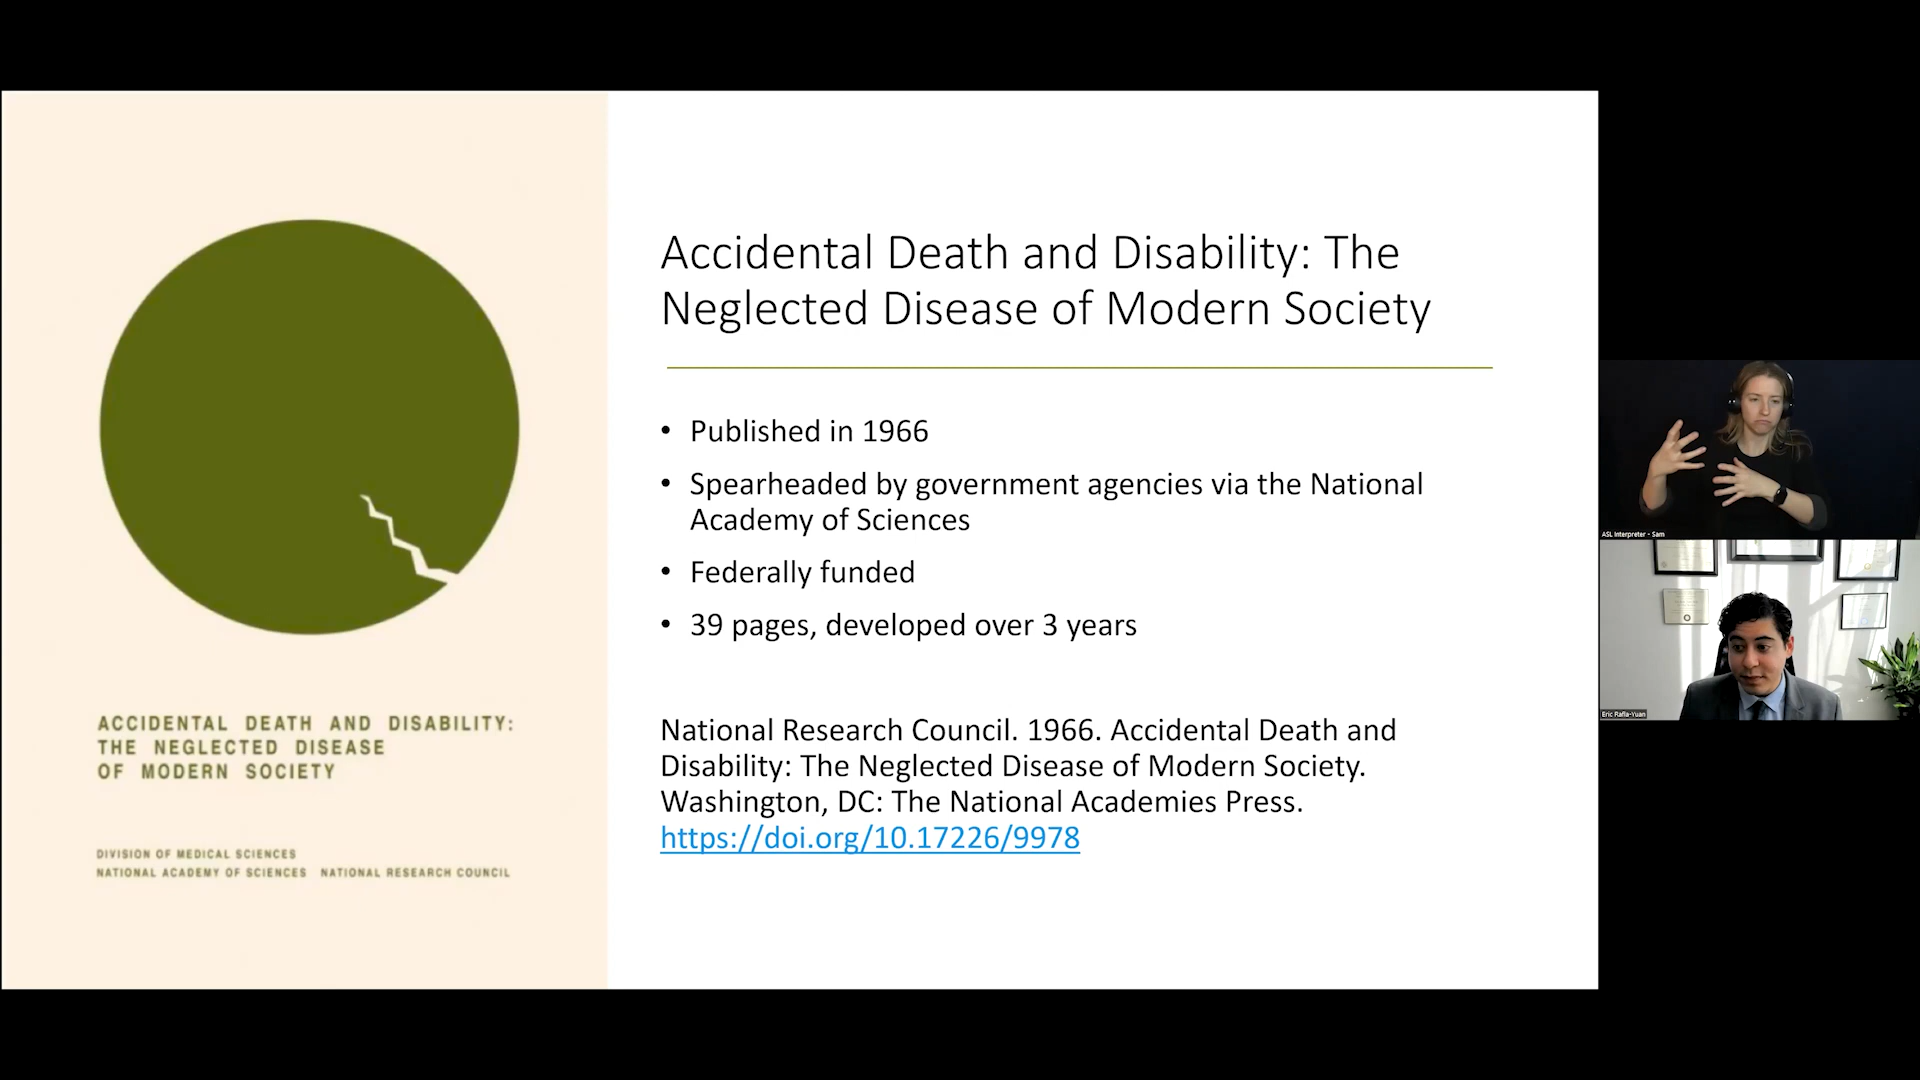 Accidental Death and Disability: The
Neglected Disease of Modern Society
• Published in 1966
• Spearheaded by government agencies via the National
Academy of Sciences
• Federally funded
• 39 pages, developed over 3 years
National Research Council. 1966. Accidental Death and
Disability: The Neglected Disease of Modern Society.
Washington, DC: The National Academies Press.
https://doi.org/10.17226/9978
ACCIDENTAL DEATH AND DISABILITY:
THE NEGLECTED DISEASE
OF MODERN SOCIETY
DIVISION OF MEDICAL SCIENCES
NATIONAL ACADEMY OF SCIENCES NATIONAL RESEARCH COUNCIL
ASL Interpreter - Sam
Eric Rafla-Yuan